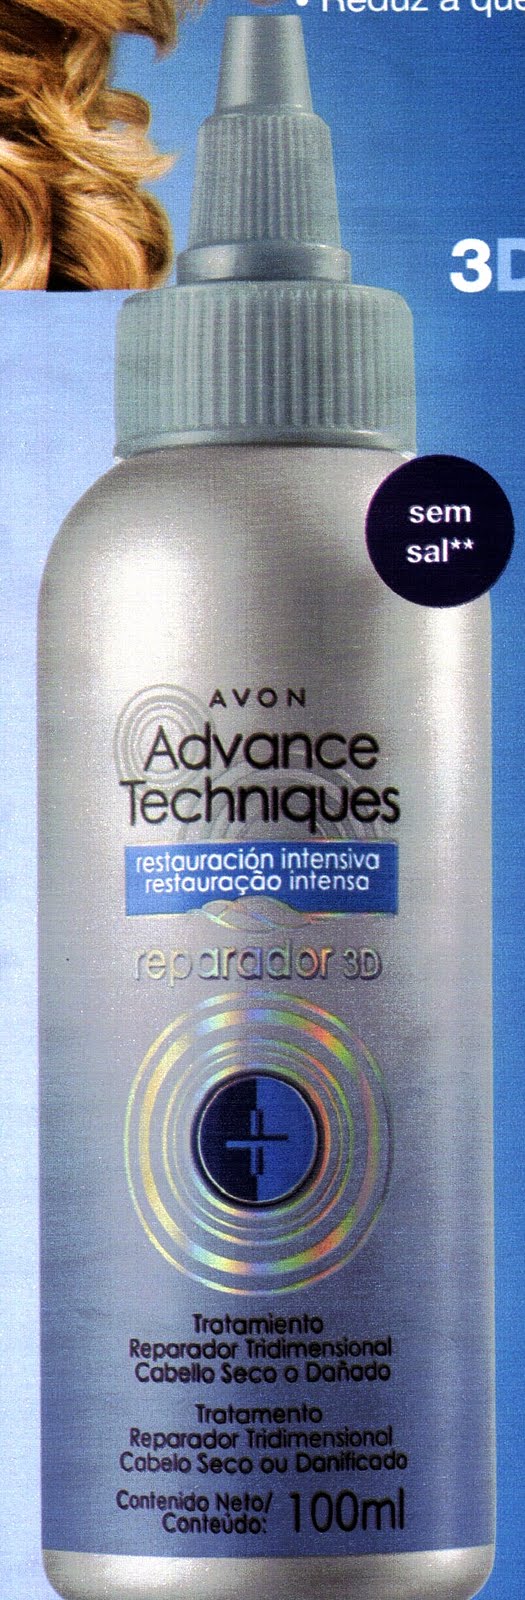 • Reduz a
3D
sem
sal**
AVON
Advance
Techniques
restauración intensiva
restauração intensa
reparador 3D
Tratamiento
Reparador Tridimensional
Cabello Seco o Dañado
Tratamento
Reparador Tridimensional
Cabelo Seco ou Danificado
Contenido Neto/
Conteúdo: 100ml